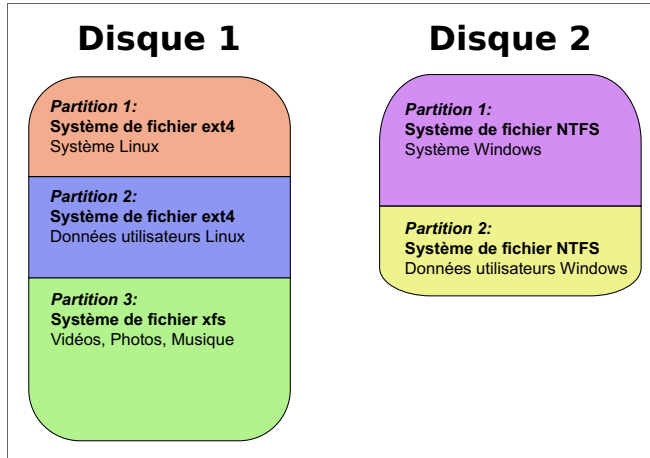 Disque 1
Partition 1:
Système de fichier ext4
Système Linux
Partition 2:
Système de fichier ext4
Données utilisateurs Linux
Partition 3:
Système de fichier xfs
Vidéos, Photos, Musique
Disque 2
Partition 1:
Système de fichier NTFS
Système Windows
Partition 2:
Système de fichier NTFS
Données utilisateurs Windows